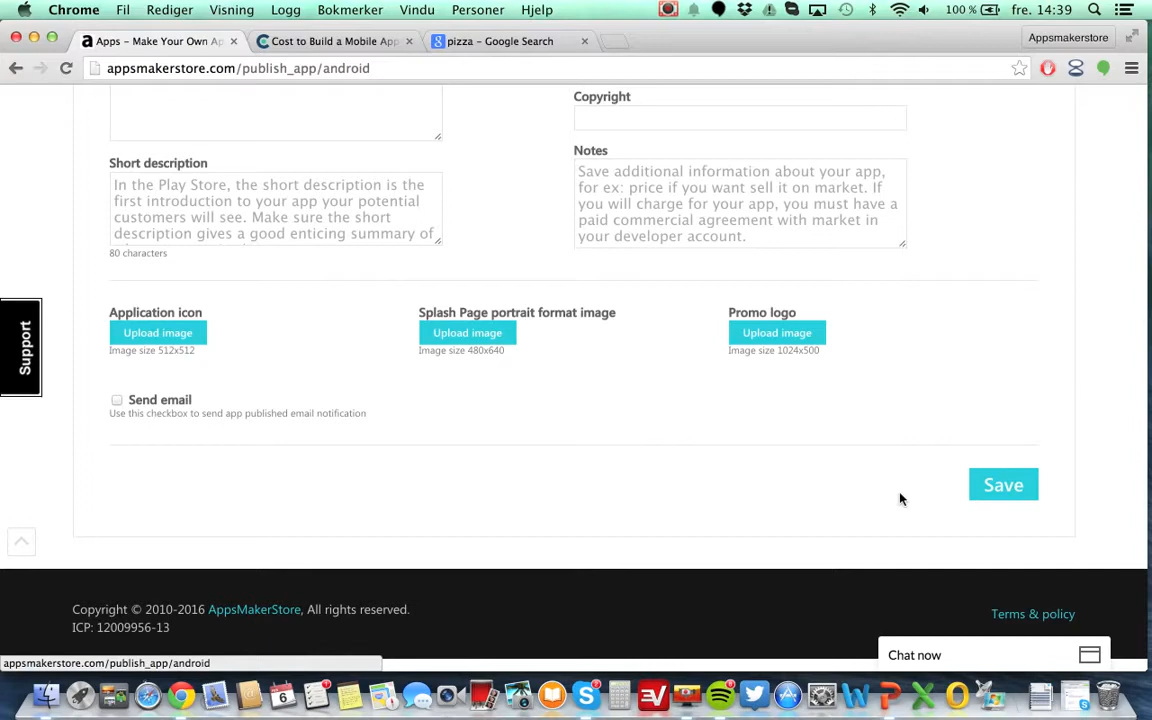 Chrome Fil Rediger Visning Logg Bokmerker Vindu Personer Hjelp 100 % fre. 14:39
Apps – Make Your Own Ap Cost to Build a Mobile App pizza – Google Search Appsmakerstore
appsmakerstore.com/publish_app/android
Copyright
Short description
Notes
In the Play Store, the short description is the
first introduction to your app your potential
customers will see. Make sure the short
description gives a good enticing summary of
80 characters
Save additional information about your app,
for ex: price if you want sell it on market. If
you will charge for your app, you must have a
paid commercial agreement with market in
your developer account.
Support
Application icon
Upload image
Image size 512x512
Splash Page portrait format image
Upload image
Image size 480x640
Promo logo
Upload image
Image size 1024x500
Send email
Use this checkbox to send app published email notification
Save
Copyright © 2010-2016 AppsMakerStore, All rights reserved.
ICP: 12009956-13
Terms & policy
Chat now
appsmakerstore.com/publish_app/android